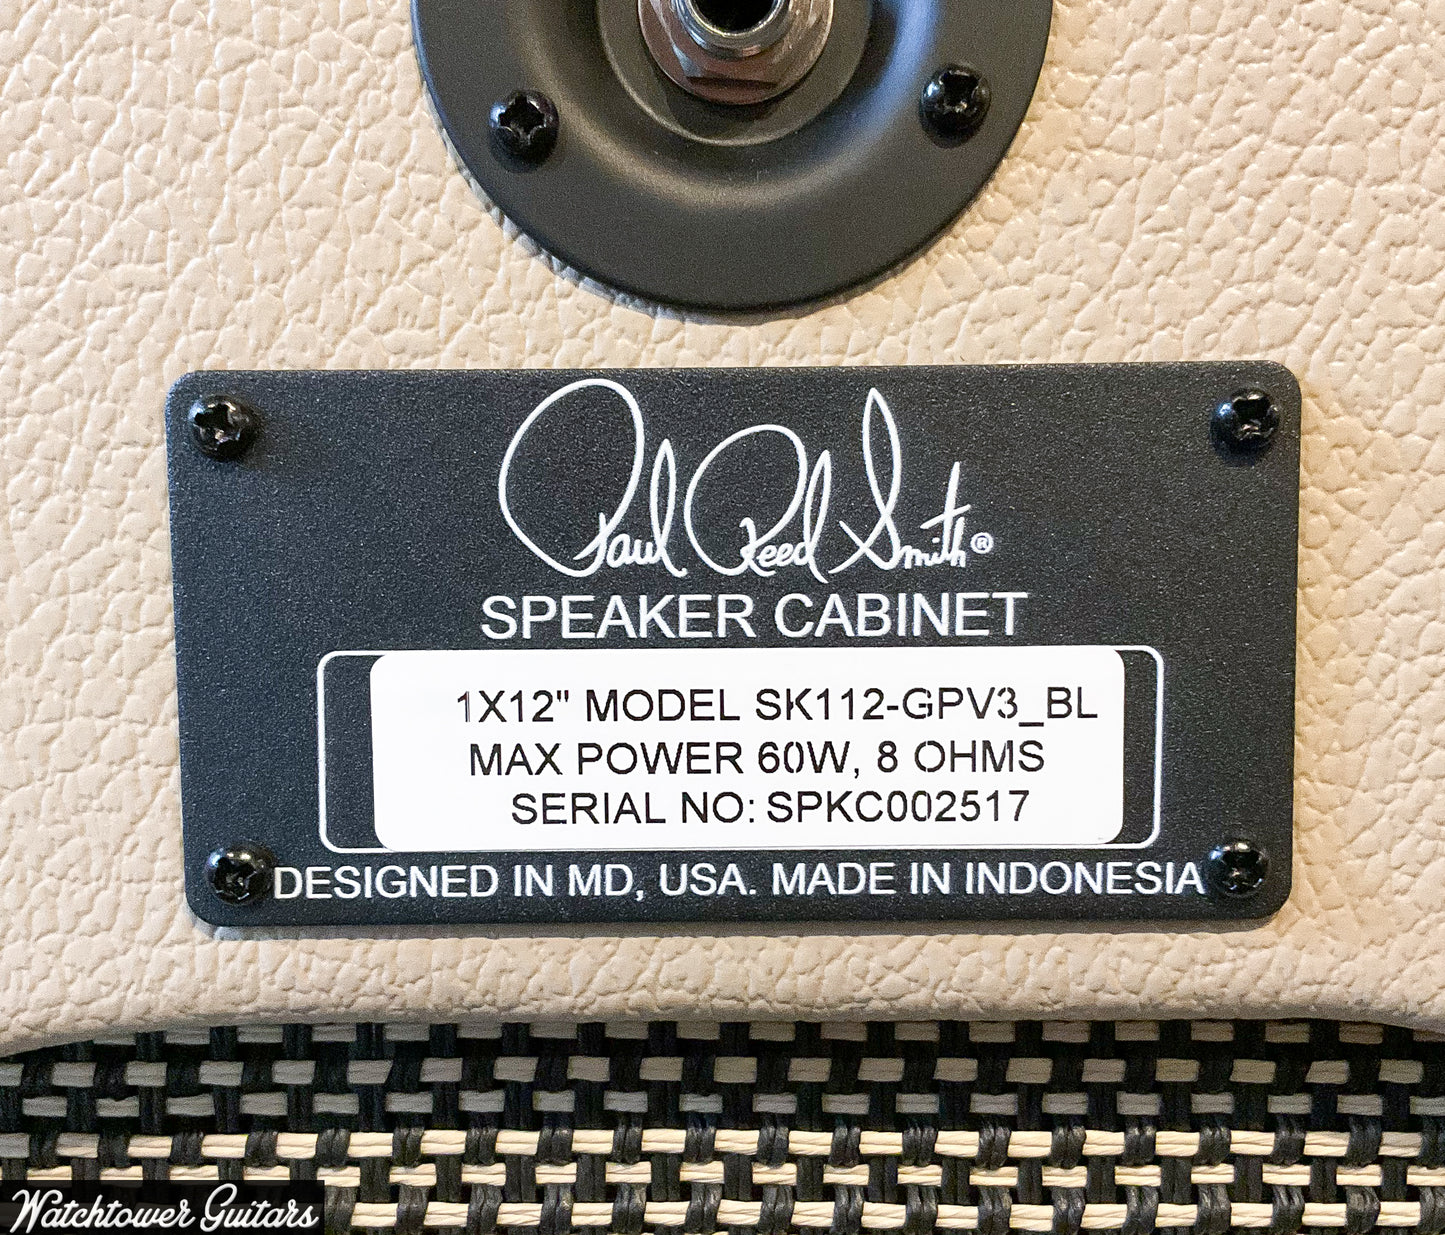 Paul Reed Smith®
SPEAKER CABINET
1X12" MODEL SK112-GPV3_BL
MAX POWER 60W, 8 OHMS
SERIAL NO: SPKC002517
DESIGNED IN MD, USA. MADE IN INDONESIA
Watchtower Guitars